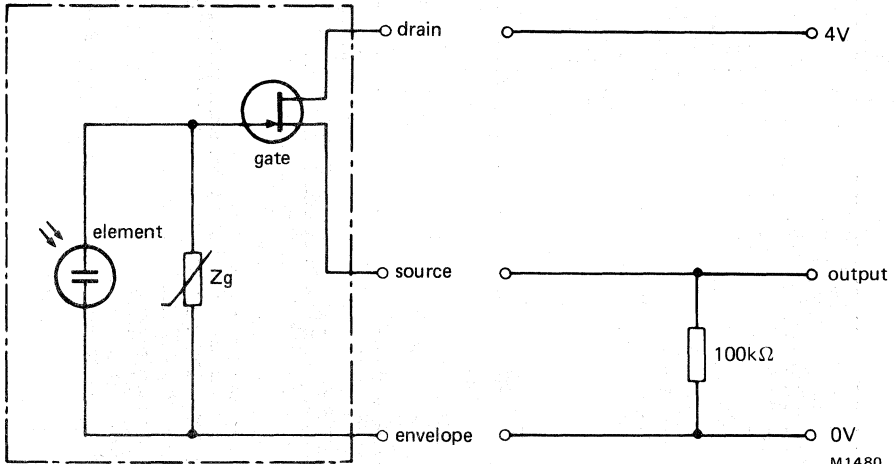 drain
4V
gate
element
Zg
source
output
100kΩ
envelope
0V
M1480